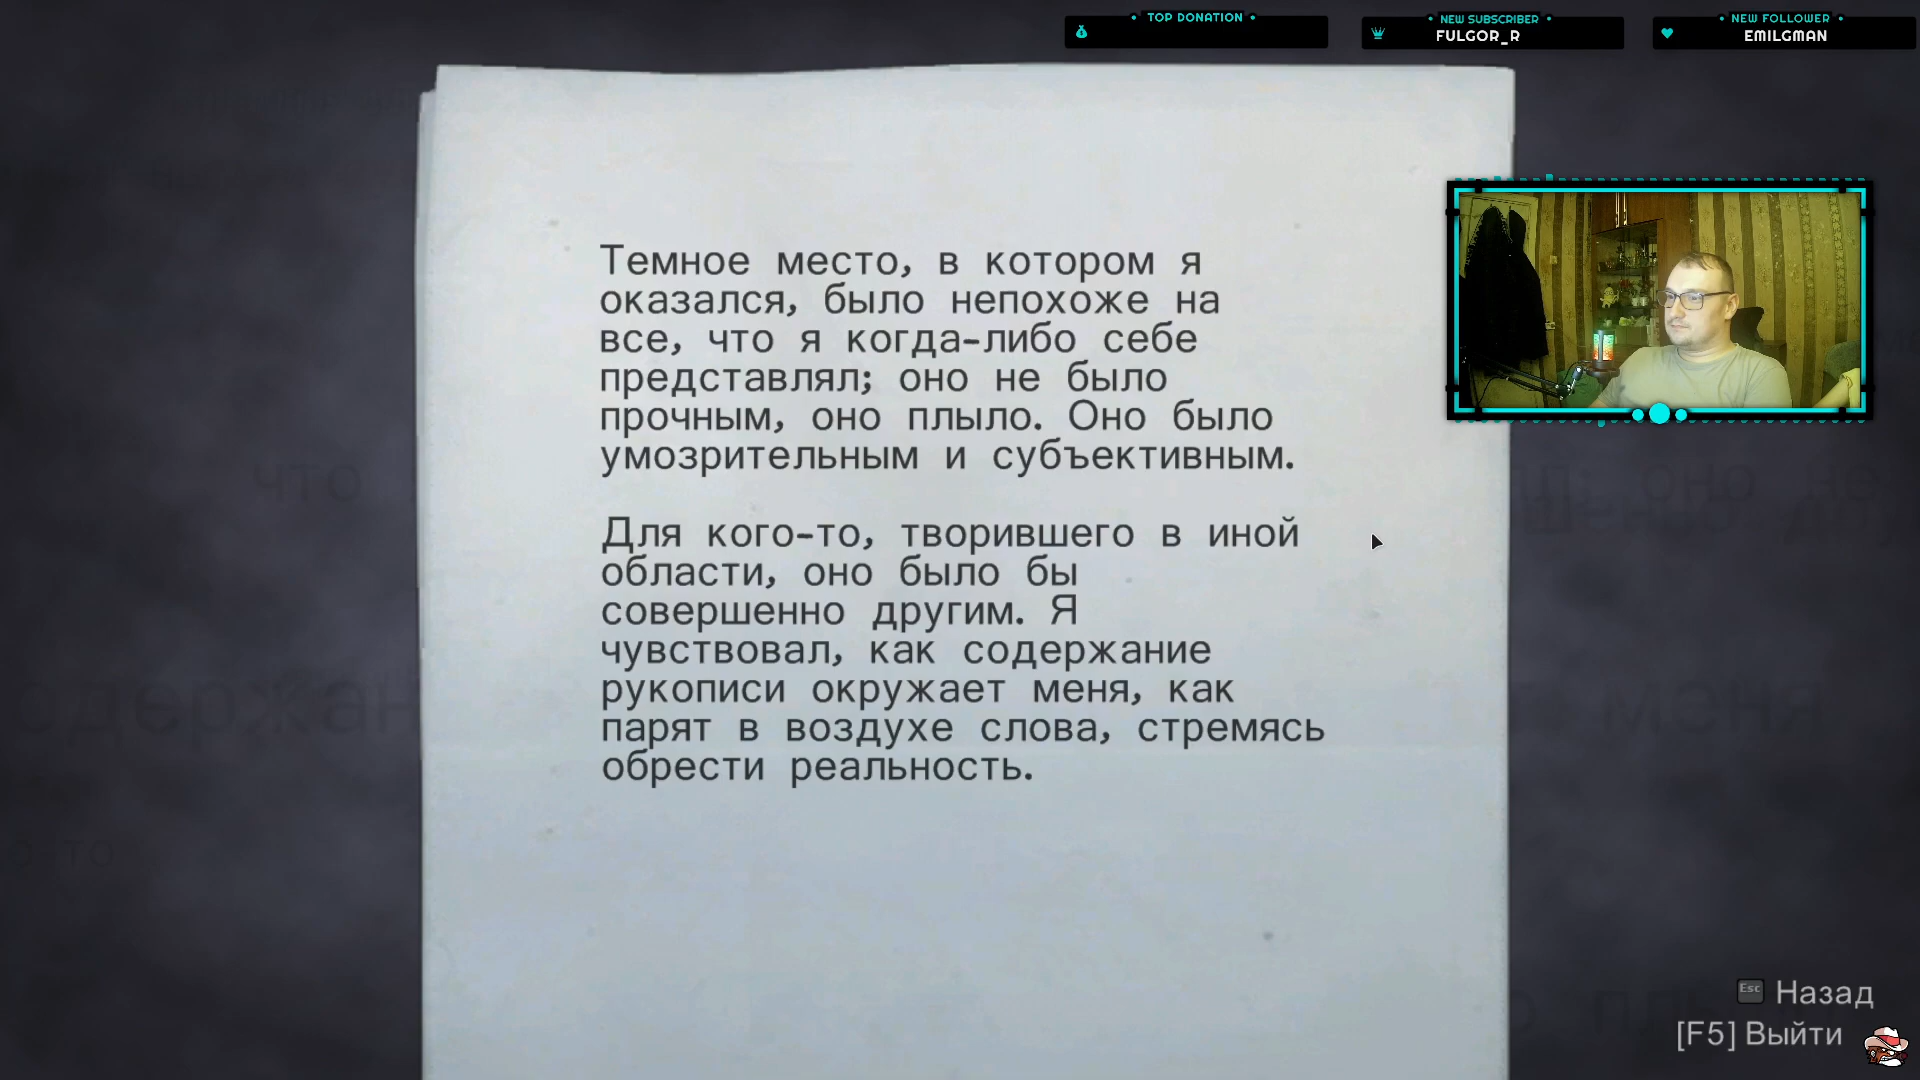 TOP DONATION
NEW SUBSCRIBER
FULGOR_R
NEW FOLLOWER
EMILGMAN
Темное место, в котором я
оказался, было непохоже на
все, что я когда-либо себе
представлял; оно не было
прочным, оно плыло. Оно было
умозрительным и субъективным.
Для кого-то, творившего в иной
области, оно было бы
совершенно другим. Я
чувствовал, как содержание
рукописи окружает меня, как
парят в воздухе слова, стремясь
обрести реальность.
что
оно
меня
Esc Назад
[F5] Выйти